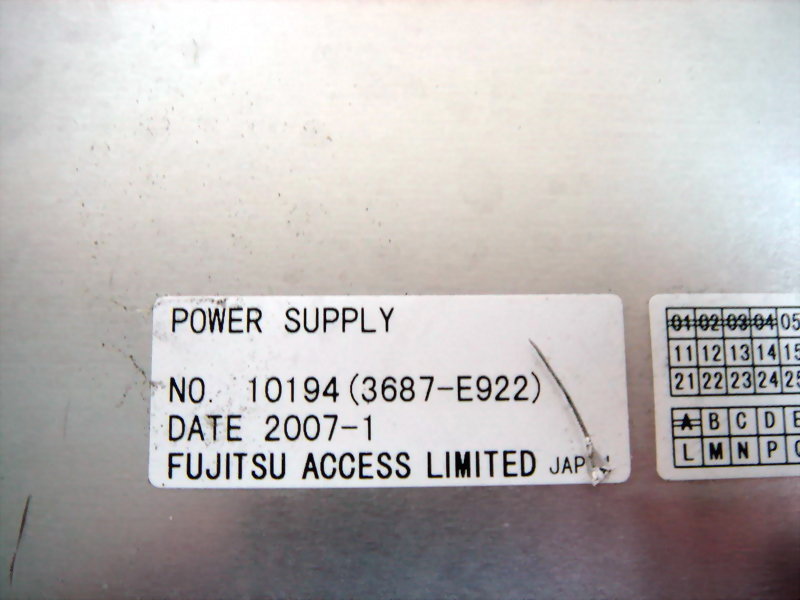 POWER SUPPLY
NO. 10194(3687-E922)
DATE 2007-1
FUJITSU ACCESS LIMITED
01 02 03 04 05
11 12 13 14 15
21 22 23 24 25
A B C D E
L M N P